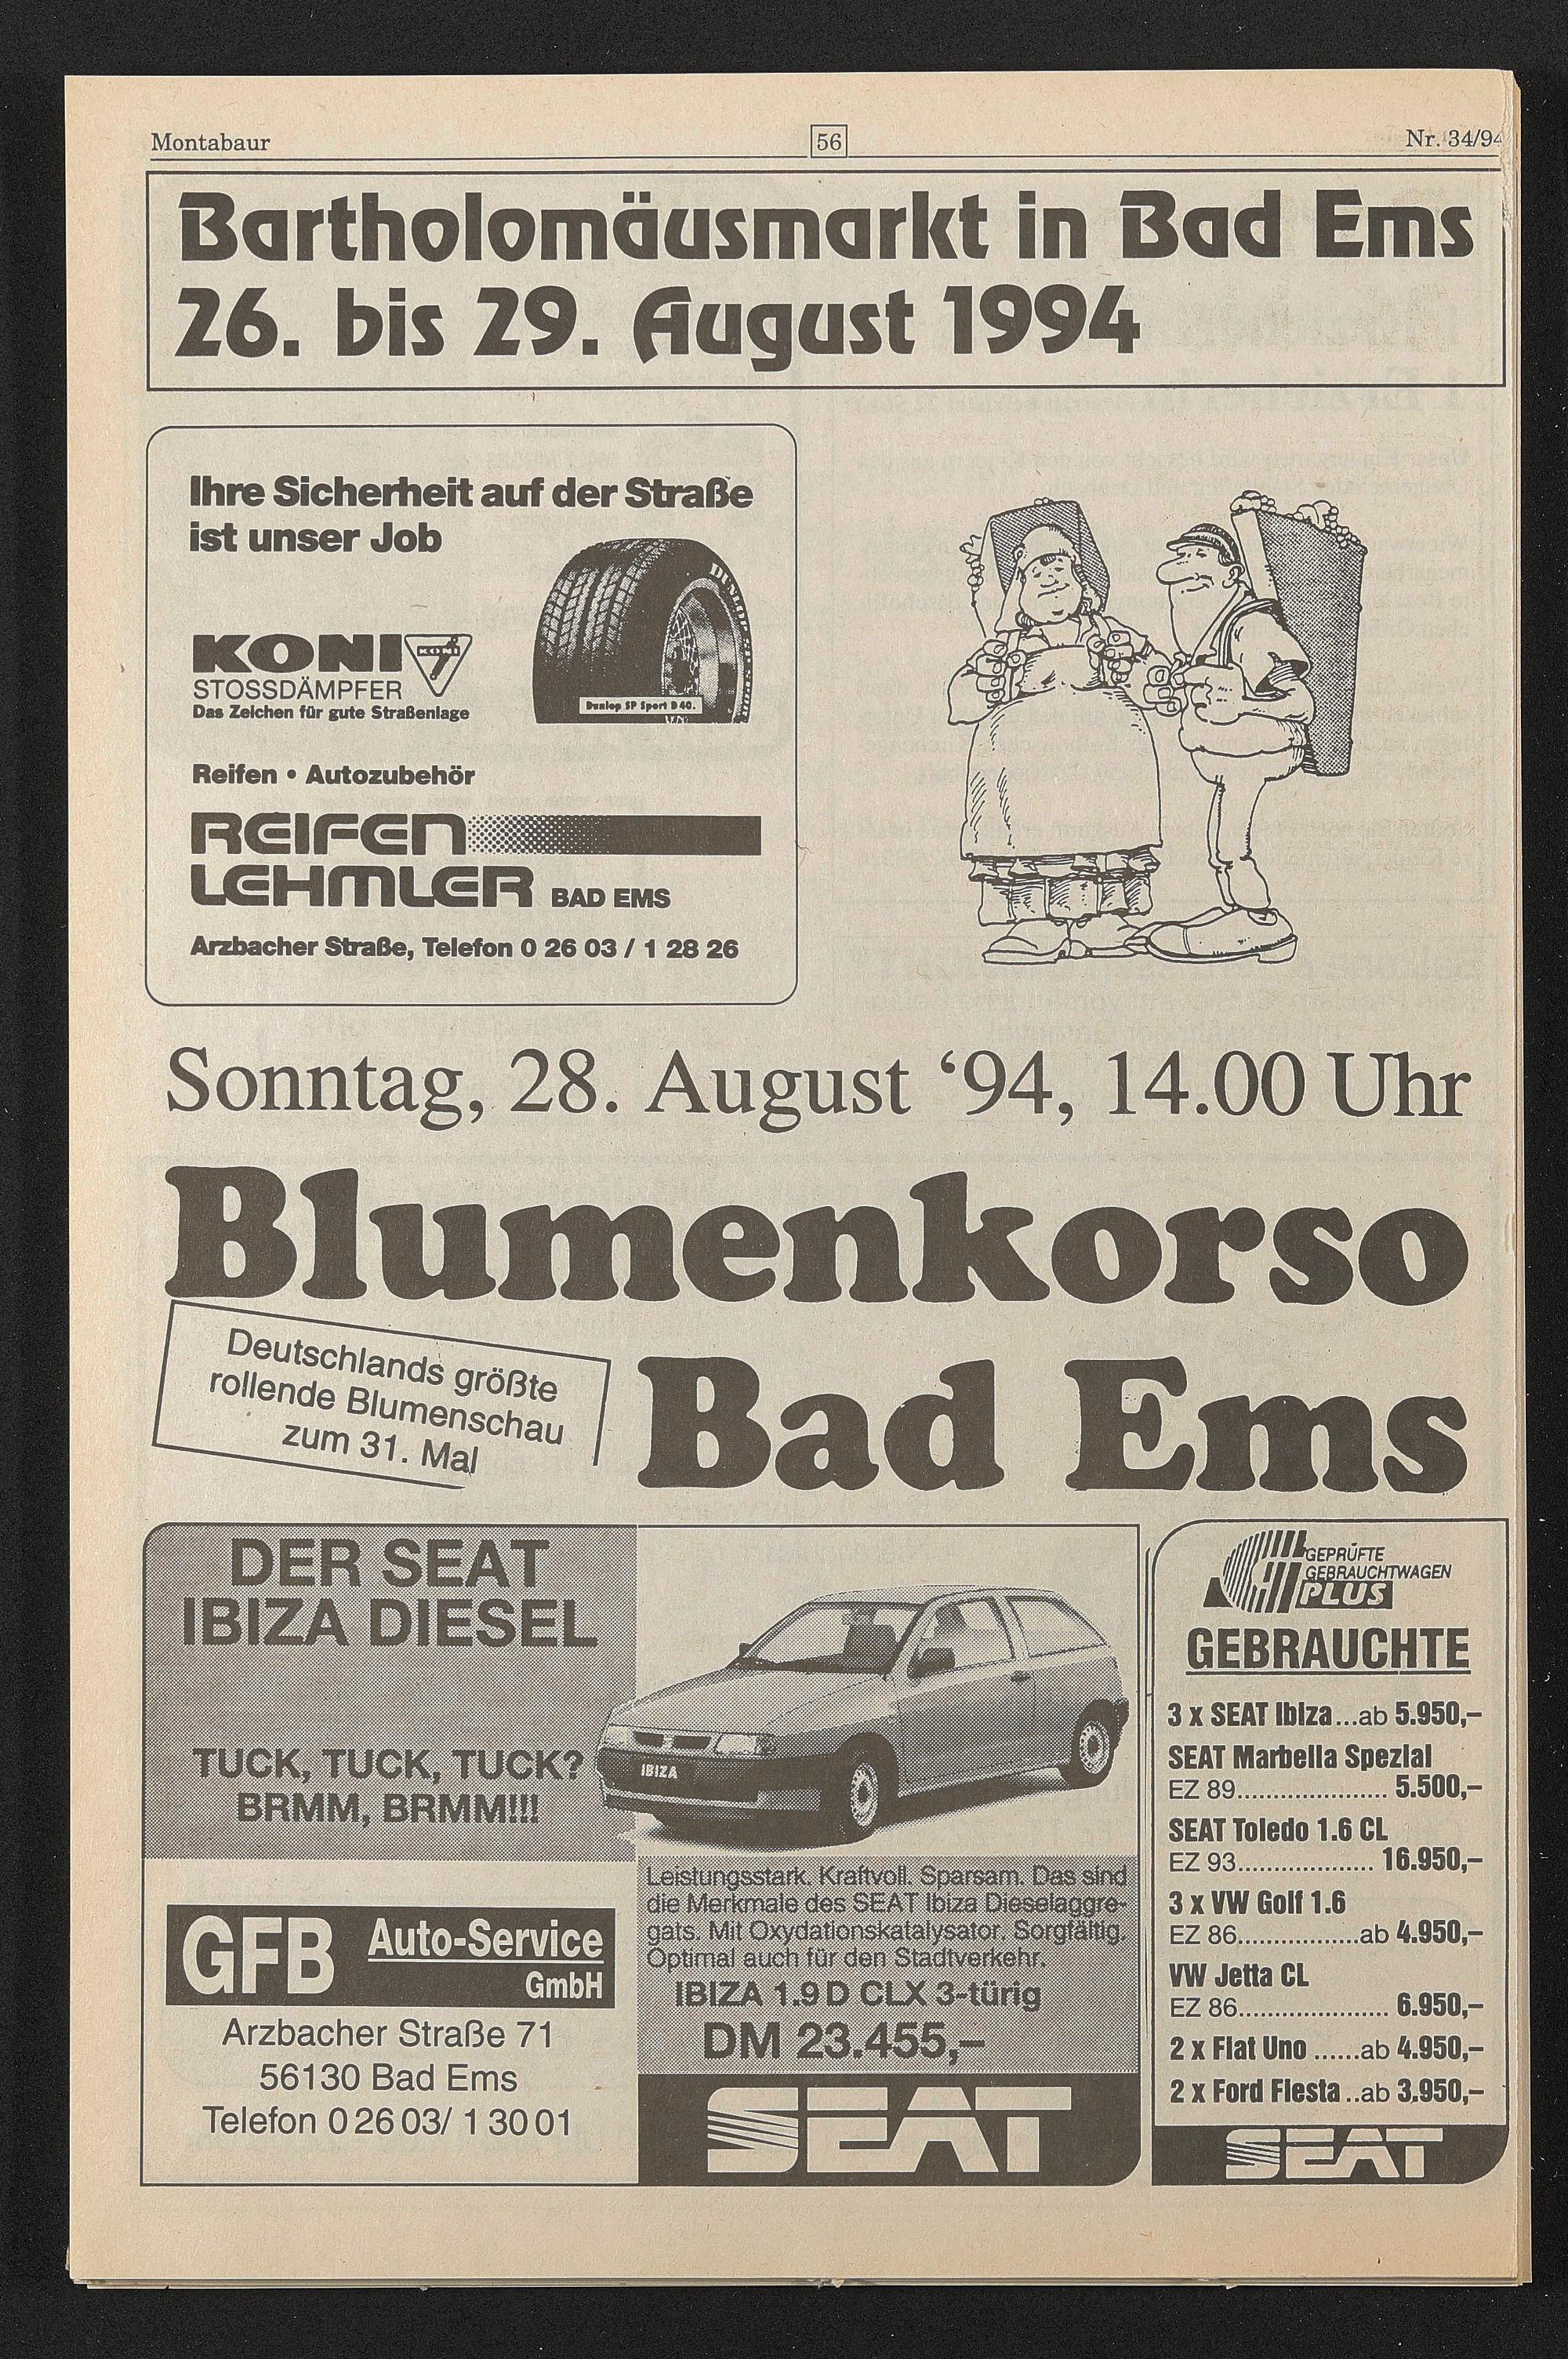 Montabaur
56
Nr. 34/94
Bartholomäusmarkt in Bad Ems
26. bis 29. August 1994
Ihre Sicherheit auf der Straße
ist unser Job
DUNLOP SP
Dunlop SP Sport D 40.
KONI
KONI
STOSSDÄMPFER
Das Zeichen für gute Straßenlage
Reifen • Autozubehör
REIFEN
LEHMLER BAD EMS
Arzbacher Straße, Telefon 0 26 03 / 1 28 26
Sonntag, 28. August ‘94, 14.00 Uhr
Blumenkorso
Bad Ems
Deutschlands größte
rollende Blumenschau
zum 31. Mal
DER SEAT
IBIZA DIESEL
TUCK, TUCK, TUCK?
BRMM, BRMM!!!
IBIZA
GFB Auto-Service
GmbH
Arzbacher Straße 71
56130 Bad Ems
Telefon 0 26 03/ 1 30 01
Leistungsstark. Kraftvoll. Sparsam. Das sind
die Merkmale des SEAT Ibiza Dieselaggre-
gats. Mit Oxydationskatalysator. Sorgfältig.
Optimal auch für den Stadtverkehr.
IBIZA 1.9 D CLX 3-türig
DM 23.455,–
SEAT
GEPRÜFTE
GEBRAUCHTWAGEN
PLUS
GEBRAUCHTE
3 x SEAT Ibiza...ab 5.950,–
SEAT Marbella Spezial
EZ 89...................... 5.500,–
SEAT Toledo 1.6 CL
EZ 93.................... 16.950,–
3 x VW Golf 1.6
EZ 86..................ab 4.950,–
VW Jetta CL
EZ 86...................... 6.950,–
2 x Fiat Uno ......ab 4.950,–
2 x Ford Fiesta ..ab 3.950,–
SEAT